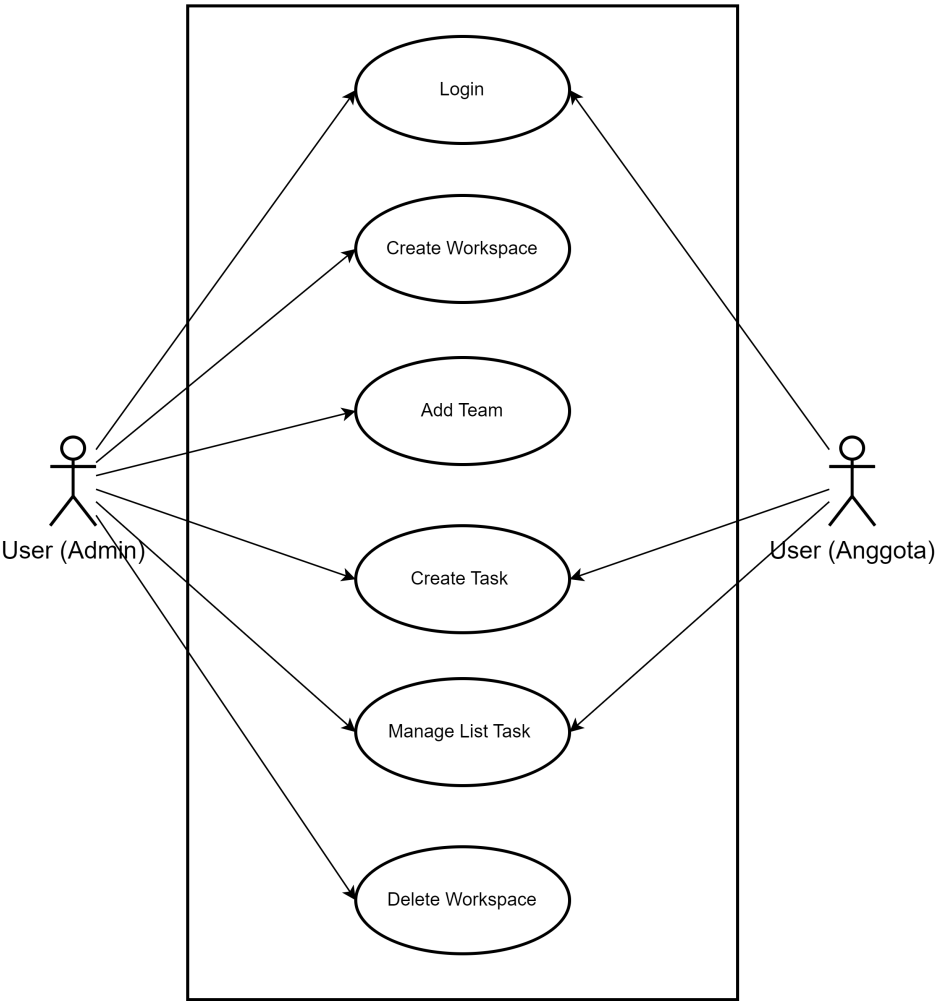 Login
Create Workspace
Add Team
User (Admin)
User (Anggota)
Create Task
Manage List Task
Delete Workspace